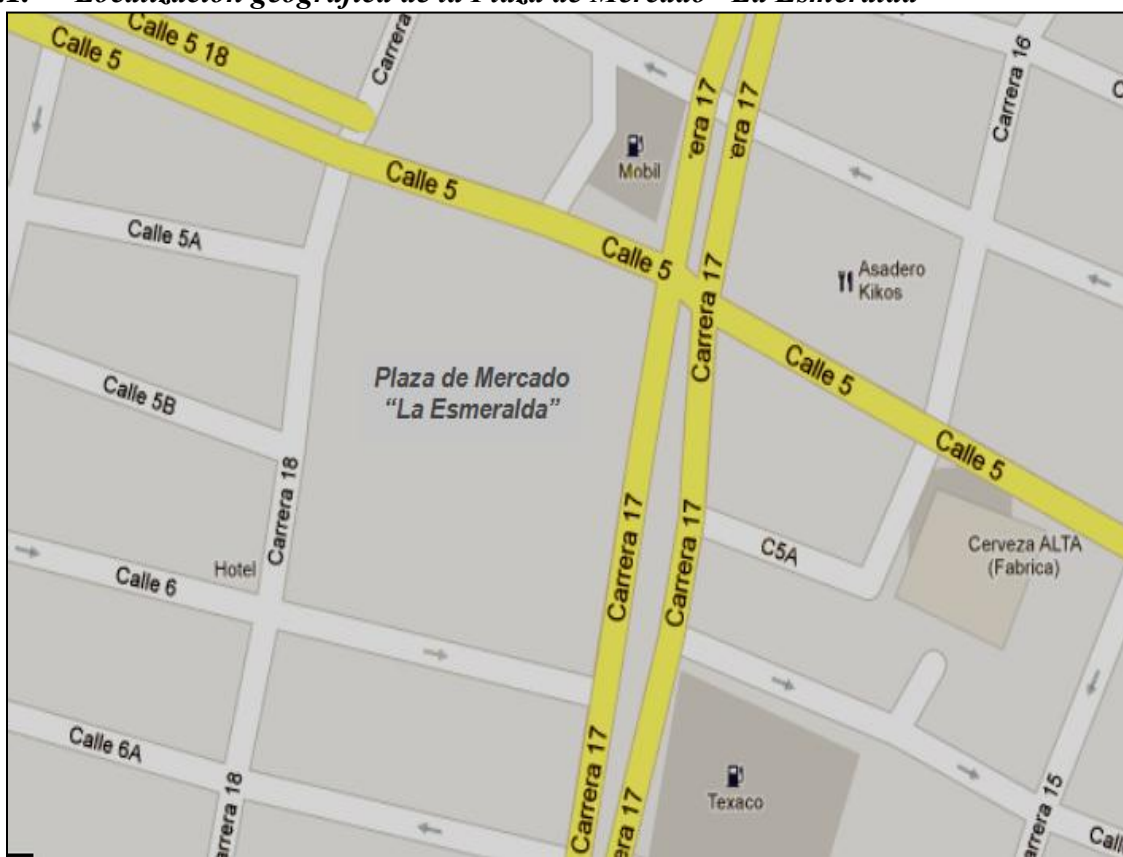 Localización geográfica de la Plaza de Mercado "La Esmeralda"
Calle 5 18
Calle 5
Carrera
Carrera 16
era 17
era 17
Mobil
Calle 5
Calle 5A
Calle 5
Carrera 17
Asadero
Kikos
Plaza de Mercado
“La Esmeralda”
Calle 5
Calle 5B
Calle 5
Carrera 18
Carrera 17
Carrera 17
C5A
Cerveza ALTA
(Fabrica)
Hotel
Calle 6
Calle 6A
Carrera 17
Texaco
arrera 18
era 17
arrera 15
Call